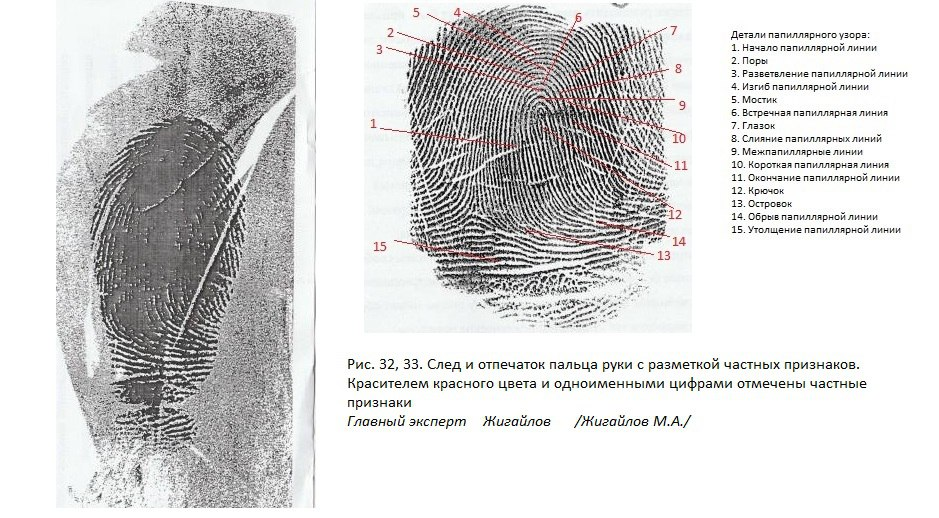 5
4
6
7
2
3
8
9
1
10
11
12
14
15
13
Детали папиллярного узора:
1. Начало папиллярной линии
2. Поры
3. Разветвление папиллярной линии
4. Изгиб папиллярной линии
5. Мостик
6. Встречная папиллярная линия
7. Глазок
8. Слияние папиллярных линий
9. Межпапиллярные линии
10. Короткая папиллярная линия
11. Окончание папиллярной линии
12. Крючок
13. Островок
14. Обрыв папиллярной линии
15. Утолщение папиллярной линии
Рис. 32, 33. След и отпечаток пальца руки с разметкой частных признаков.
Красителем красного цвета и одноименными цифрами отмечены частные
признаки
Главный эксперт Жигайлов /Жигайлов М.А./